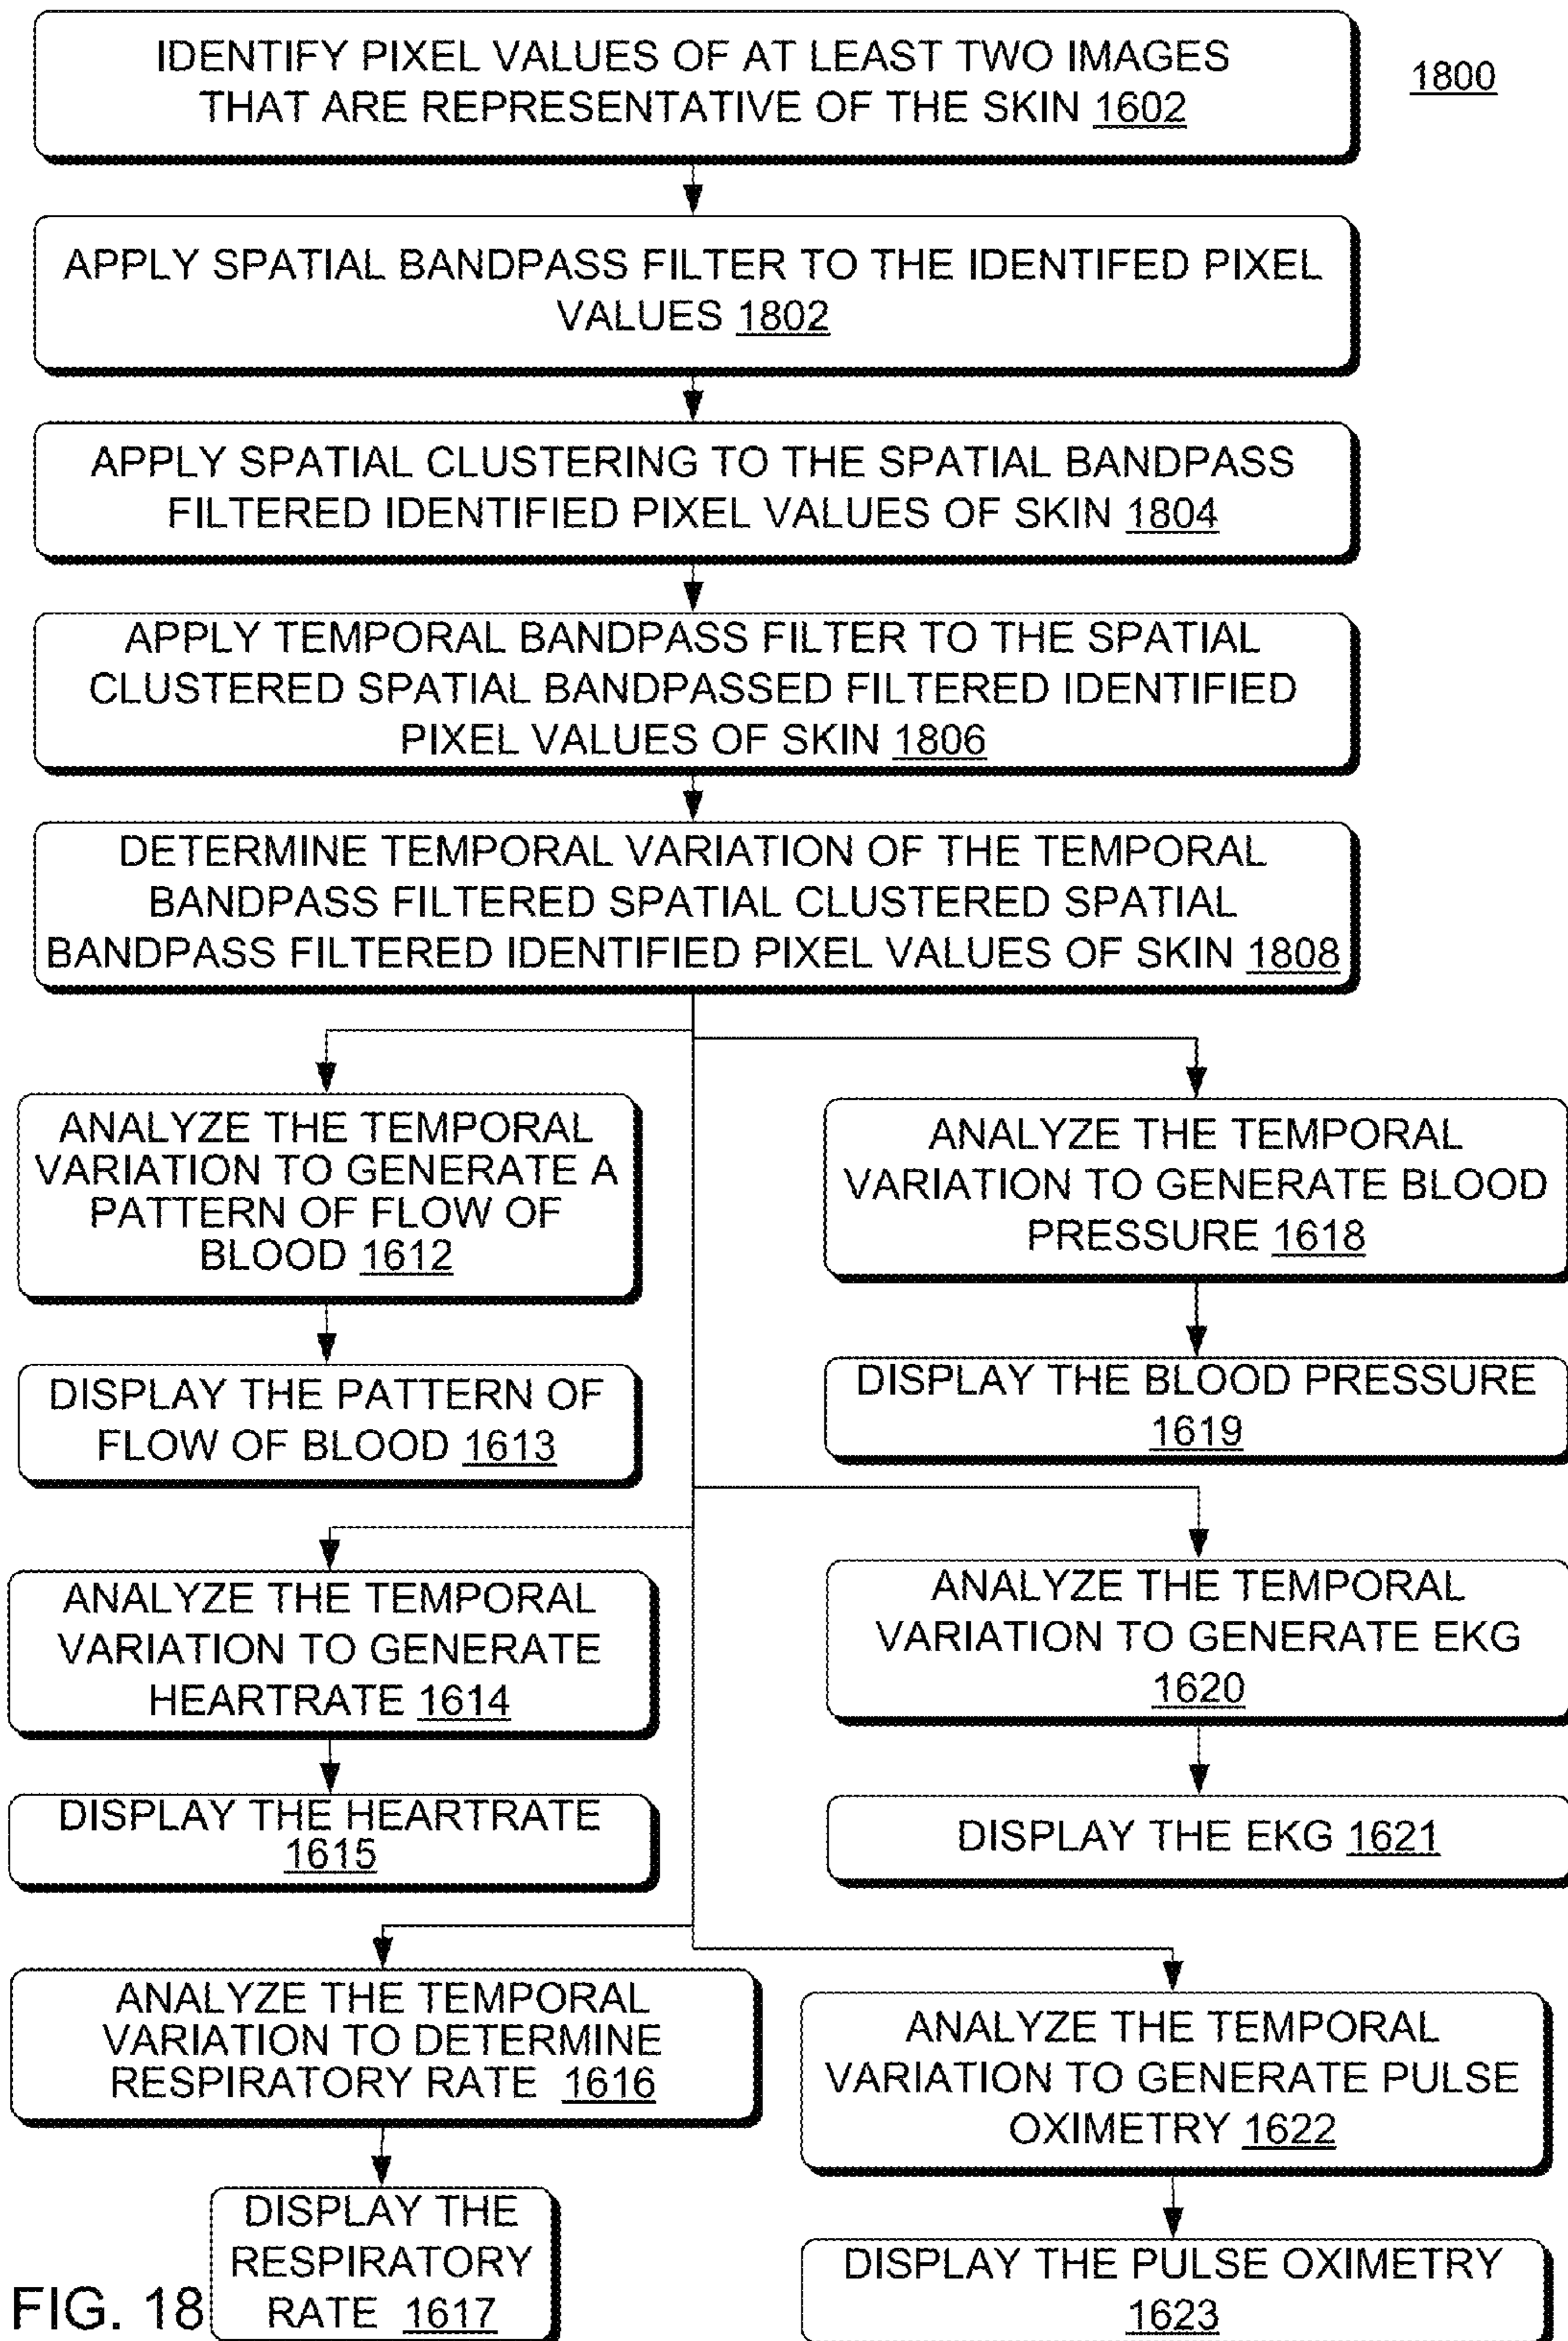 IDENTIFY PIXEL VALUES OF AT LEAST TWO IMAGES
THAT ARE REPRESENTATIVE OF THE SKIN 1602
1800
APPLY SPATIAL BANDPASS FILTER TO THE IDENTIFED PIXEL
VALUES 1802
APPLY SPATIAL CLUSTERING TO THE SPATIAL BANDPASS
FILTERED IDENTIFIED PIXEL VALUES OF SKIN 1804
APPLY TEMPORAL BANDPASS FILTER TO THE SPATIAL
CLUSTERED SPATIAL BANDPASSED FILTERED IDENTIFIED
PIXEL VALUES OF SKIN 1806
DETERMINE TEMPORAL VARIATION OF THE TEMPORAL
BANDPASS FILTERED SPATIAL CLUSTERED SPATIAL
BANDPASS FILTERED IDENTIFIED PIXEL VALUES OF SKIN 1808
ANALYZE THE TEMPORAL
VARIATION TO GENERATE A
PATTERN OF FLOW OF
BLOOD 1612
DISPLAY THE PATTERN OF
FLOW OF BLOOD 1613
ANALYZE THE TEMPORAL
VARIATION TO GENERATE BLOOD
PRESSURE 1618
DISPLAY THE BLOOD PRESSURE
1619
ANALYZE THE TEMPORAL
VARIATION TO GENERATE
HEARTRATE 1614
DISPLAY THE HEARTRATE
1615
ANALYZE THE TEMPORAL
VARIATION TO GENERATE EKG
1620
DISPLAY THE EKG 1621
ANALYZE THE TEMPORAL
VARIATION TO DETERMINE
RESPIRATORY RATE 1616
DISPLAY THE
RESPIRATORY
RATE 1617
ANALYZE THE TEMPORAL
VARIATION TO GENERATE PULSE
OXIMETRY 1622
DISPLAY THE PULSE OXIMETRY
1623
FIG. 18